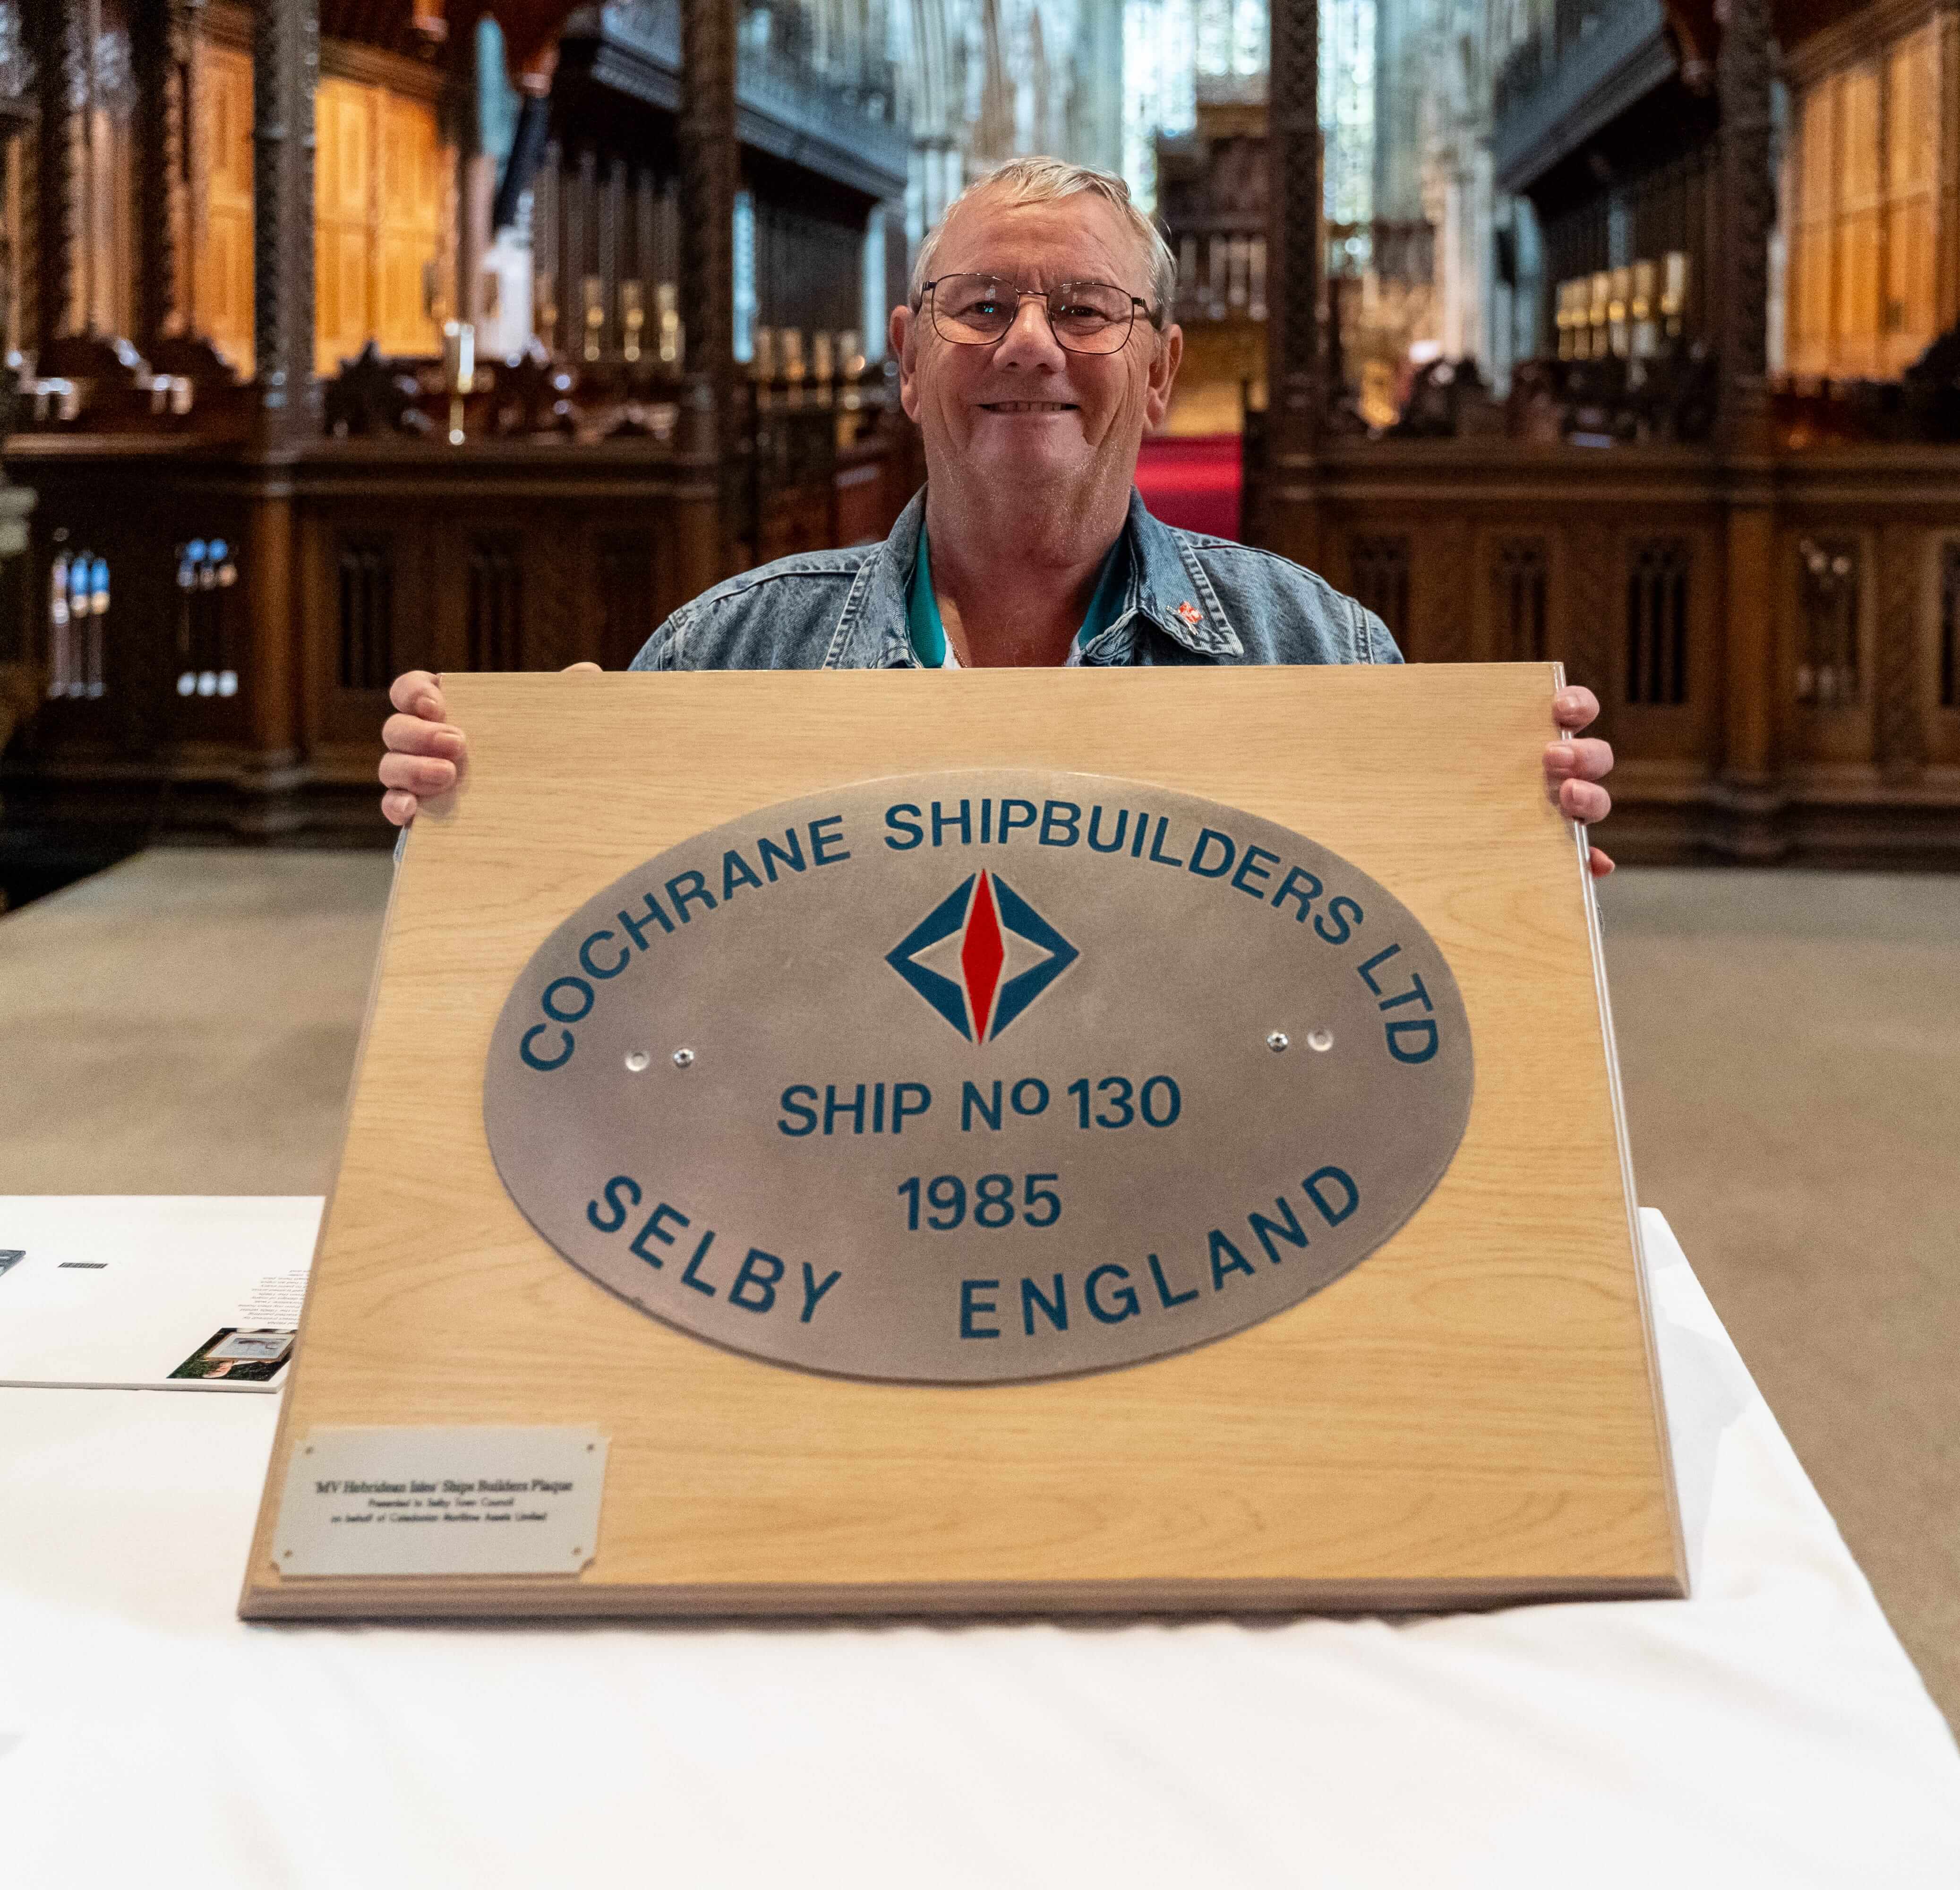 COCHRANE SHIPBUILDERS LTD
SHIP Nº 130
1985
SELBY ENGLAND
'MV Hebridean Isles' Ships Builders Plaque
Presented to Selby Town Council
on behalf of Caledonian Maritime Assets Limited